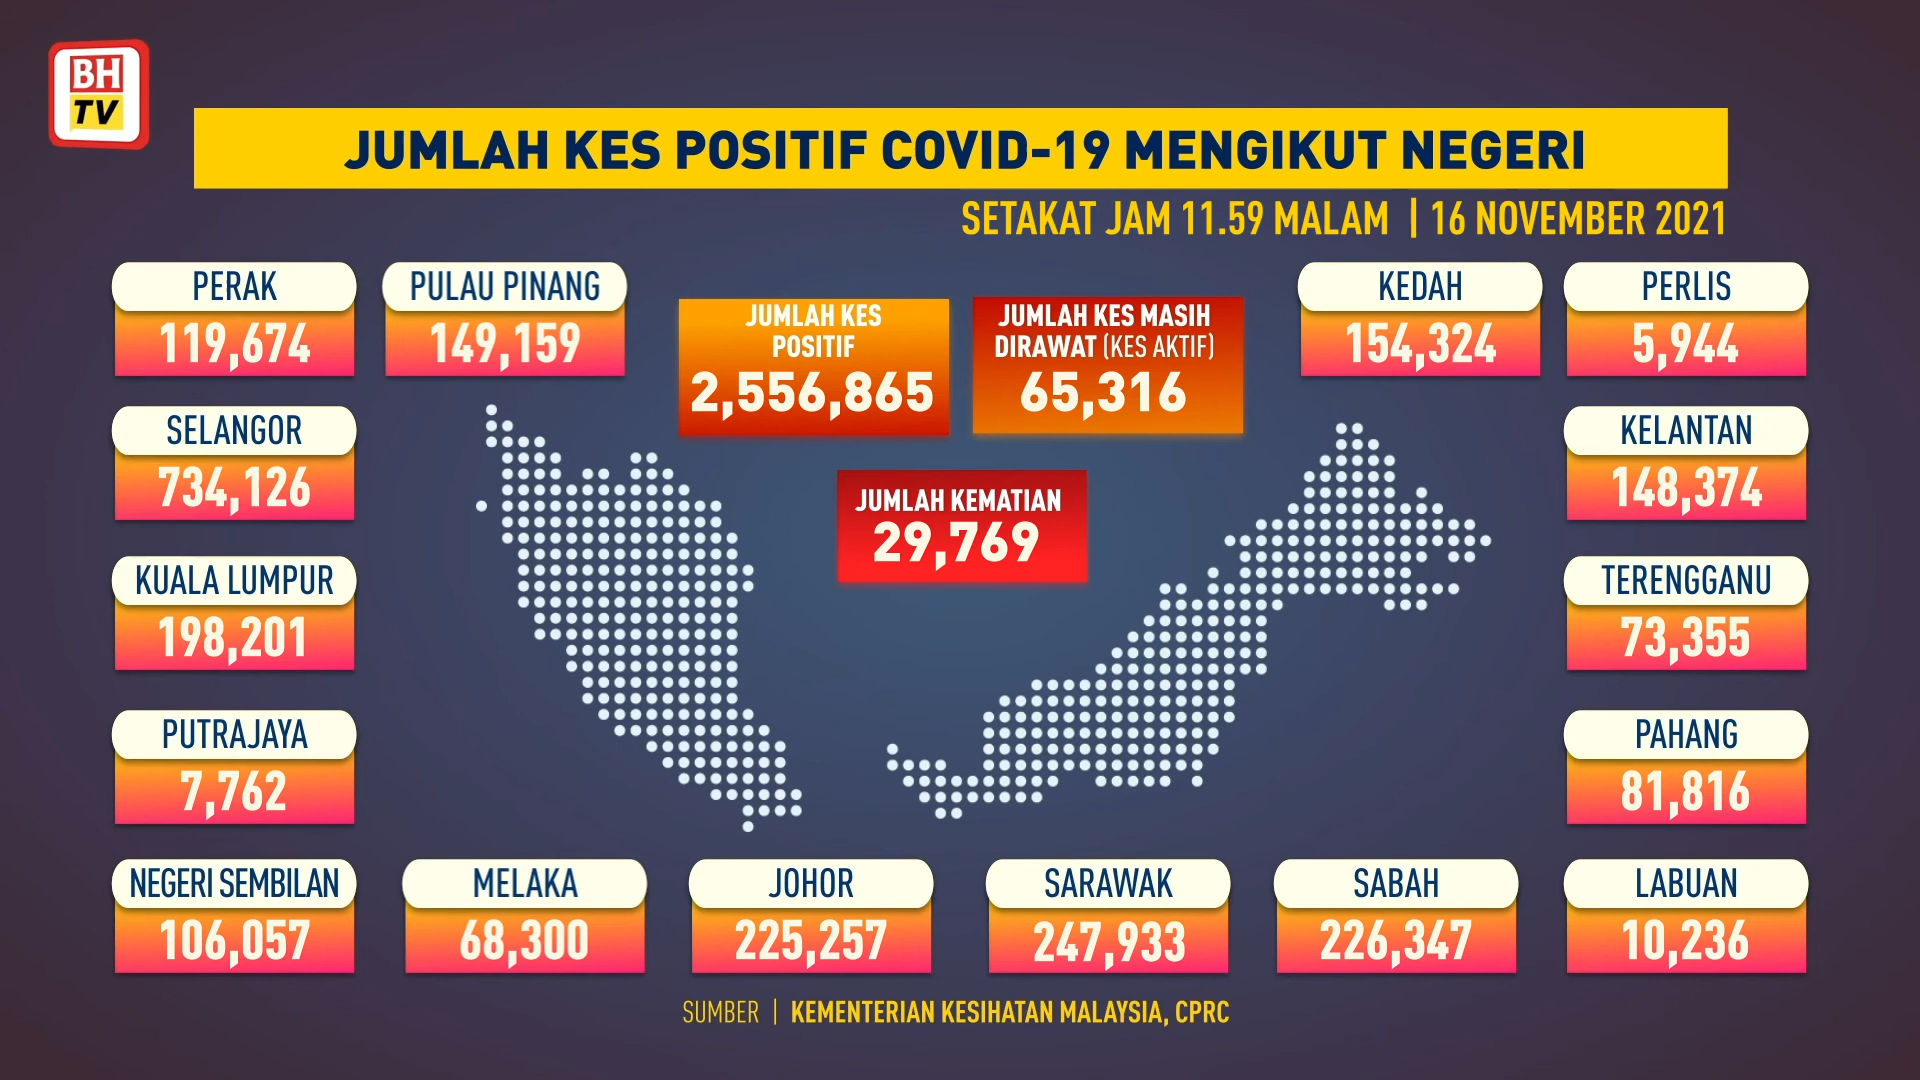 BH
TV
JUMLAH KES POSITIF COVID-19 MENGIKUT NEGERI
SETAKAT JAM 11.59 MALAM | 16 NOVEMBER 2021
PERAK
119,674
PULAU PINANG
149,159
JUMLAH KES
POSITIF
2,556,865
JUMLAH KES MASIH
DIRAWAT (KES AKTIF)
65,316
KEDAH
154,324
PERLIS
5,944
SELANGOR
734,126
JUMLAH KEMATIAN
29,769
KELANTAN
148,374
KUALA LUMPUR
198,201
TERENGGANU
73,355
PUTRAJAYA
7,762
PAHANG
81,816
NEGERI SEMBILAN
106,057
MELAKA
68,300
JOHOR
225,257
SARAWAK
247,933
SABAH
226,347
LABUAN
10,236
SUMBER | KEMENTERIAN KESIHATAN MALAYSIA, CPRC